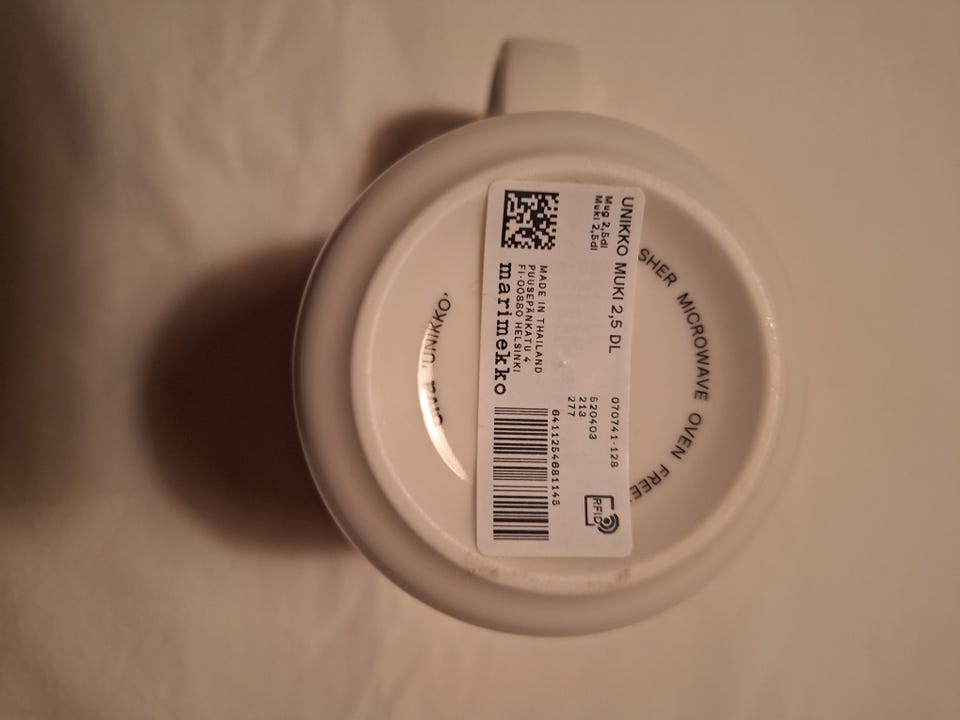 UNIKKO MUKI 2,5 DL
Mug 2,5dl
Muki 2,5dl
070741-128
520403
213
277
RFID
MADE IN THAILAND
PUUSEPÄNKATU 4
FI-00880 HELSINKI
marimekko
6411254681145
SHER MICROWAVE OVEN FREE
'UNIKKO,